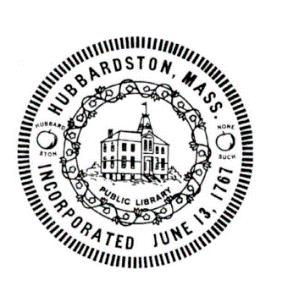 HUBBARDSTON, MASS.
HUBBARD
STON
NONE
SUCH
PUBLIC LIBRARY
INCORPORATED JUNE 13, 1767